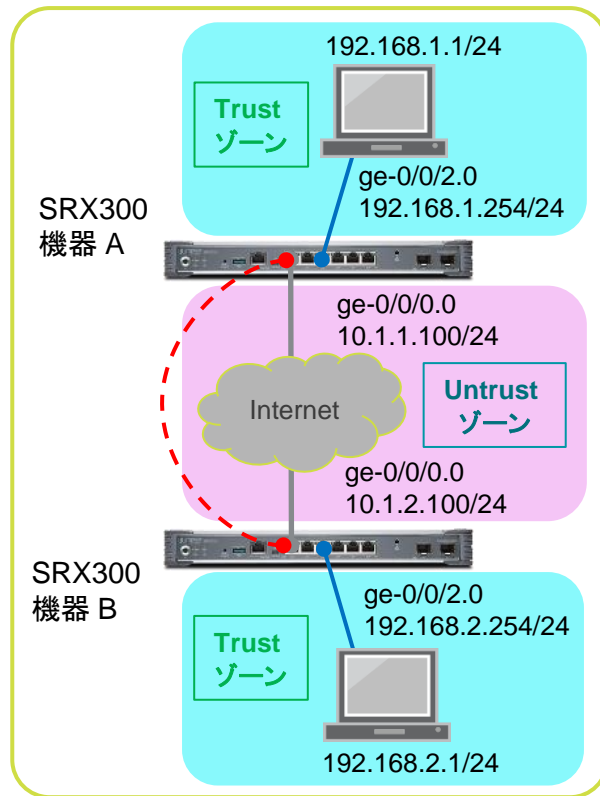 192.168.1.1/24
Trust
ゾーン
ge-0/0/2.0
192.168.1.254/24
SRX300
機器 A
ge-0/0/0.0
10.1.1.100/24
Internet
Untrust
ゾーン
ge-0/0/0.0
10.1.2.100/24
SRX300
機器 B
ge-0/0/2.0
192.168.2.254/24
Trust
ゾーン
192.168.2.1/24